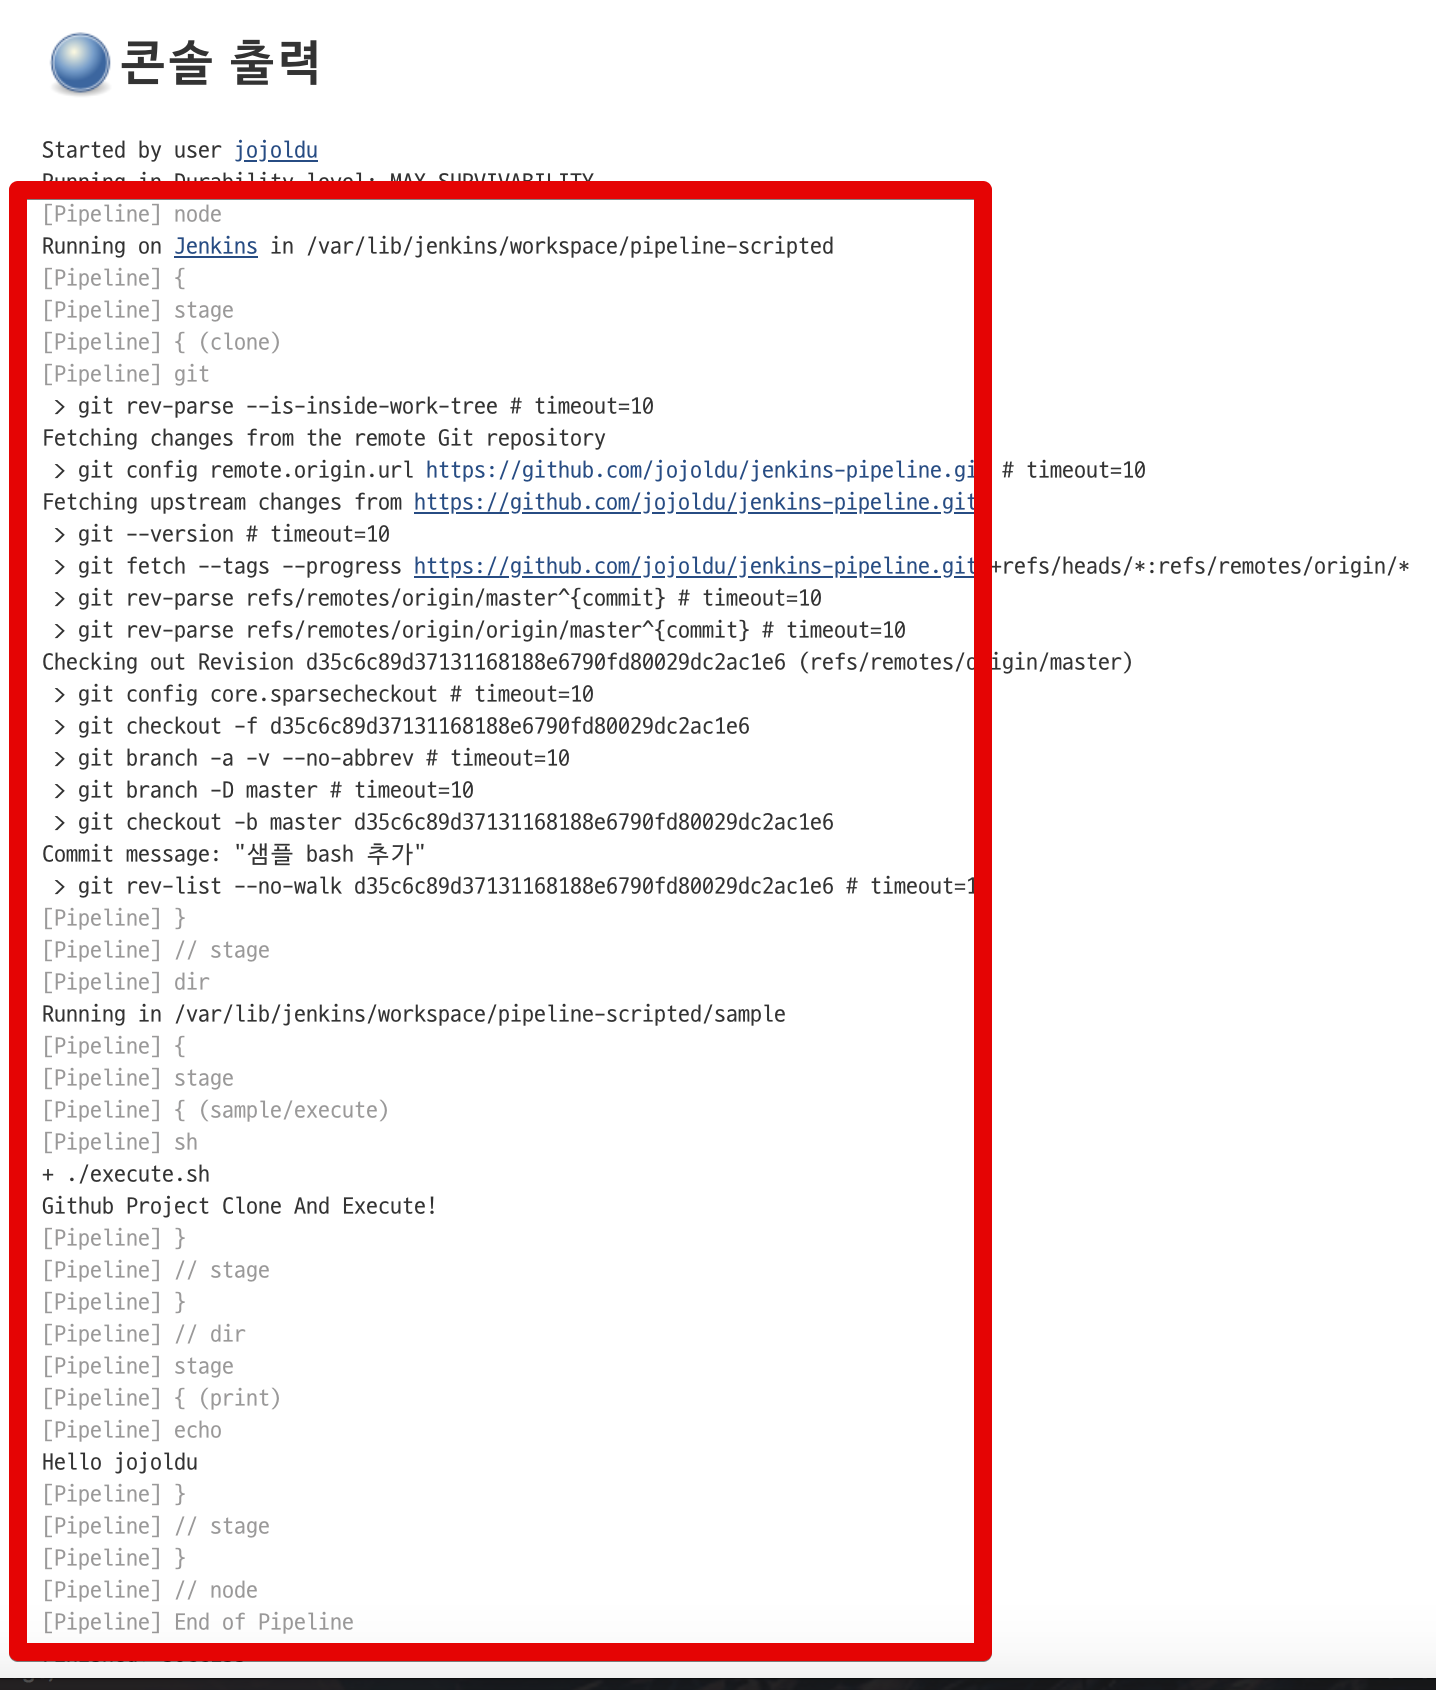 콘솔 출력
Started by user jojoldu
Running in Durability level: MAX_SURVIVABILITY
[Pipeline] node
Running on Jenkins in /var/lib/jenkins/workspace/pipeline-scripted
[Pipeline] {
[Pipeline] stage
[Pipeline] { (clone)
[Pipeline] git
 > git rev-parse --is-inside-work-tree # timeout=10
Fetching changes from the remote Git repository
 > git config remote.origin.url https://github.com/jojoldu/jenkins-pipeline.git # timeout=10
Fetching upstream changes from https://github.com/jojoldu/jenkins-pipeline.git
 > git --version # timeout=10
 > git fetch --tags --progress https://github.com/jojoldu/jenkins-pipeline.git +refs/heads/*:refs/remotes/origin/*
 > git rev-parse refs/remotes/origin/master^{commit} # timeout=10
 > git rev-parse refs/remotes/origin/origin/master^{commit} # timeout=10
Checking out Revision d35c6c89d37131168188e6790fd80029dc2ac1e6 (refs/remotes/origin/master)
 > git config core.sparsecheckout # timeout=10
 > git checkout -f d35c6c89d37131168188e6790fd80029dc2ac1e6
 > git branch -a -v --no-abbrev # timeout=10
 > git branch -D master # timeout=10
 > git checkout -b master d35c6c89d37131168188e6790fd80029dc2ac1e6
Commit message: "샘플 bash 추가"
 > git rev-list --no-walk d35c6c89d37131168188e6790fd80029dc2ac1e6 # timeout=1
[Pipeline] }
[Pipeline] // stage
[Pipeline] dir
Running in /var/lib/jenkins/workspace/pipeline-scripted/sample
[Pipeline] {
[Pipeline] stage
[Pipeline] { (sample/execute)
[Pipeline] sh
+ ./execute.sh
Github Project Clone And Execute!
[Pipeline] }
[Pipeline] // stage
[Pipeline] }
[Pipeline] // dir
[Pipeline] stage
[Pipeline] { (print)
[Pipeline] echo
Hello jojoldu
[Pipeline] }
[Pipeline] // stage
[Pipeline] }
[Pipeline] // node
[Pipeline] End of Pipeline